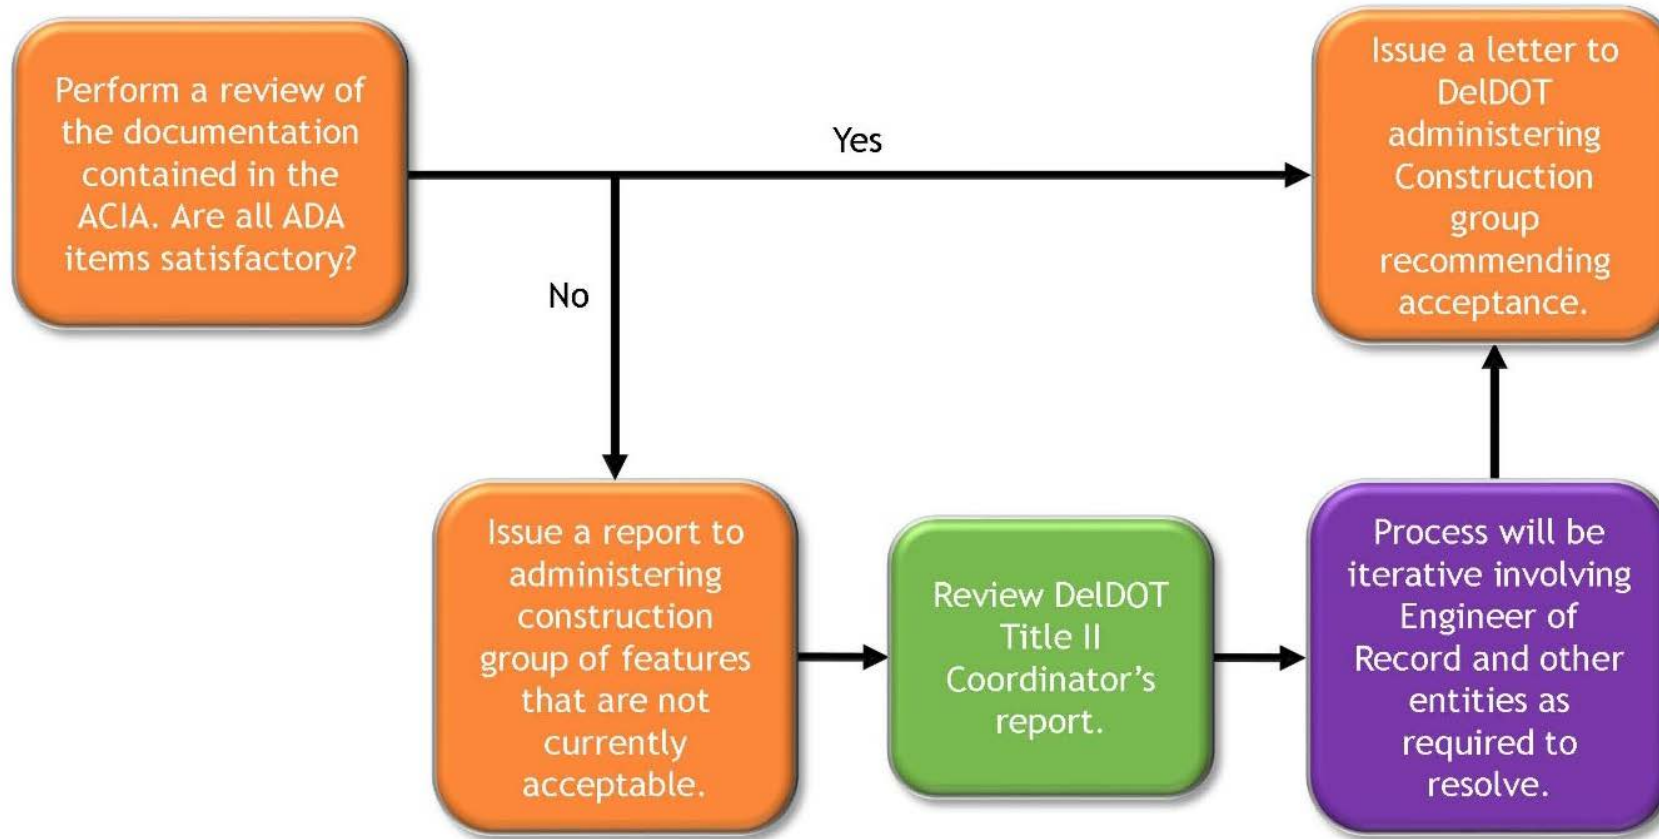 Perform a review of
the documentation
contained in the
ACIA. Are all ADA
items satisfactory?
Yes
No
Issue a letter to
DelDOT
administering
Construction
group
recommending
acceptance.
Issue a report to
administering
construction
group of features
that are not
currently
acceptable.
Review DelDOT
Title II
Coordinator’s
report.
Process will be
iterative involving
Engineer of
Record and other
entities as
required to
resolve.